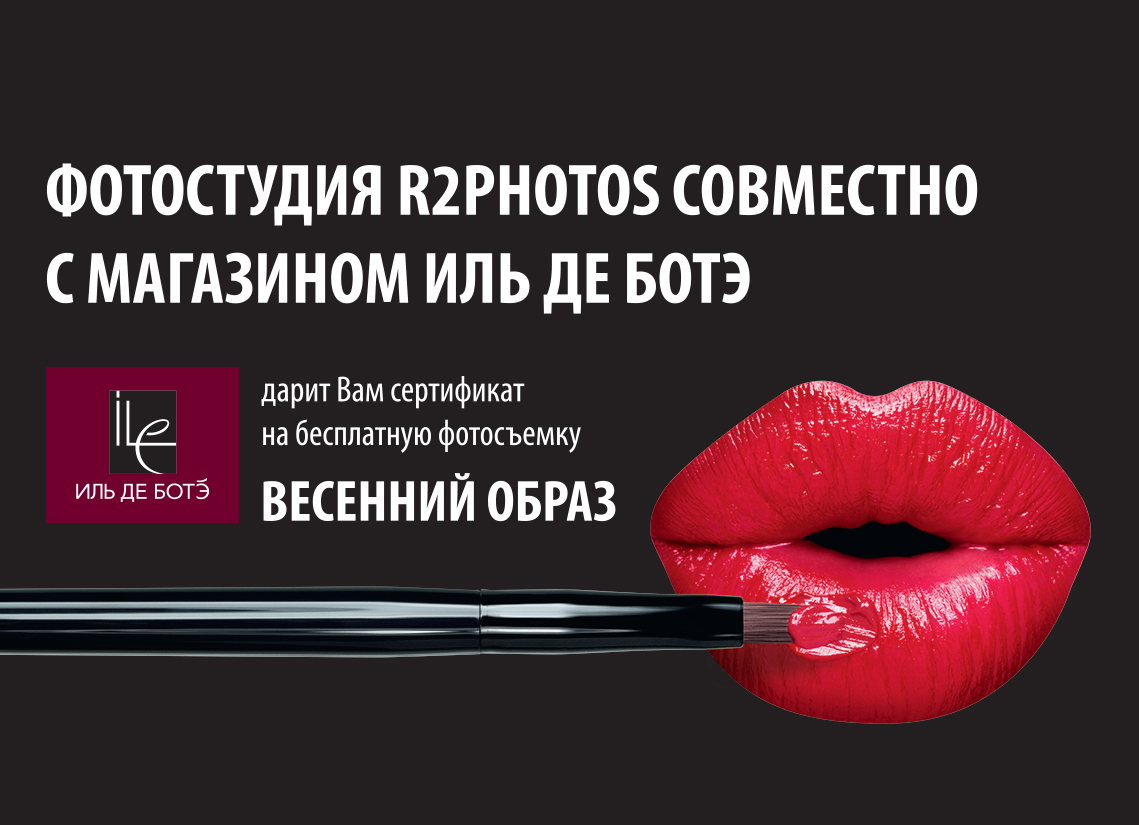 ФОТОСТУДИЯ R2PHOTOS СОВМЕСТНО
С МАГАЗИНОМ ИЛЬ ДЕ БОТЭ
ile
ИЛЬ ДЕ БОТЭ
дарит Вам сертификат
на бесплатную фотосъемку
ВЕСЕННИЙ ОБРАЗ